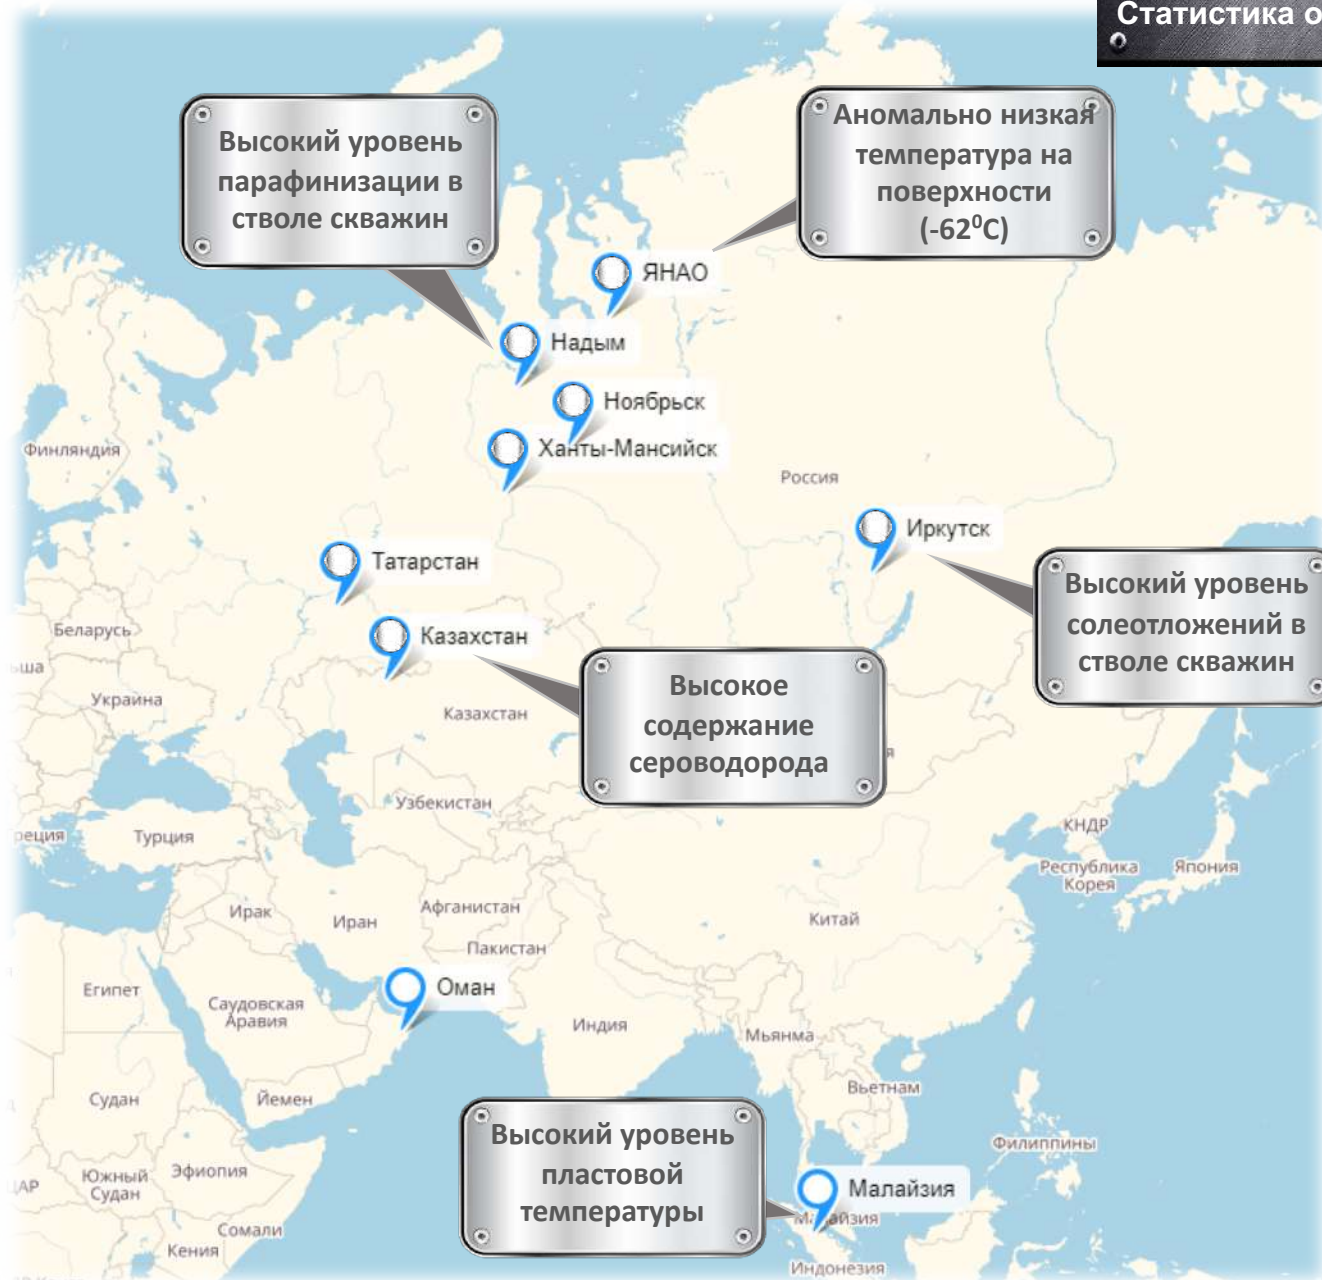 Статистика о
Высокий уровень
парафинизации в
стволе скважин
Аномально низкая
температура на
поверхности
(-62⁰С)
ЯНАО
Надым
Ноябрьск
Ханты-Мансийск
Финляндия
Россия
Иркутск
Татарстан
Высокий уровень
солеотложений в
стволе скважин
Беларусь
Казахстан
ьша
Украина
Казахстан
Высокое
содержание
сероводорода
я
Узбекистан
реция
Турция
КНДР
Республика
Корея
Япония
Ирак
Иран
Афганистан
Китай
Пакистан
Египет
Саудовская
Аравия
Оман
Индия
Мьянма
Судан
Йемен
Вьетнам
Высокий уровень
пластовой
температуры
Филиппины
ЦАР
Южный
Судан
Эфиопия
Малайзия
Сомали
Кения
Индонезия